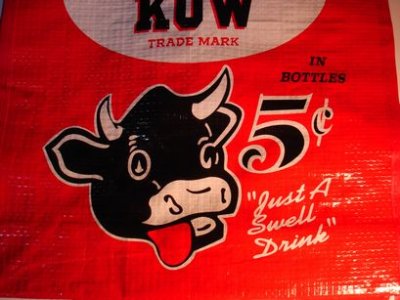 KOW
TRADE MARK
IN
BOTTLES
5¢
"Just A
Swell
Drink"